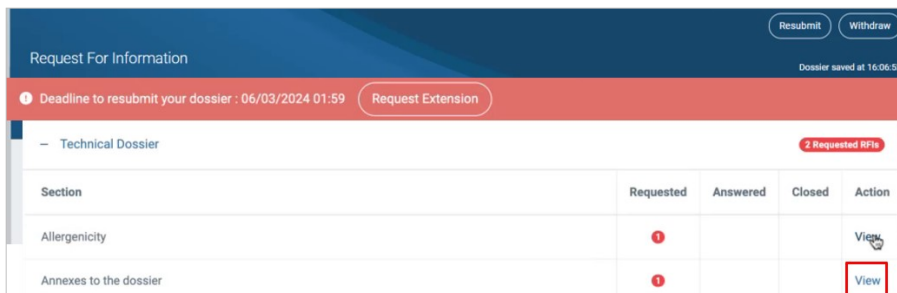 Resubmit Withdraw
Request For Information
Dossier saved at 16:06:5
! Deadline to resubmit your dossier : 06/03/2024 01:59 Request Extension
− Technical Dossier 2 Requested RFIs
Section Requested Answered Closed Action
Allergenicity 1 View
Annexes to the dossier 1 View